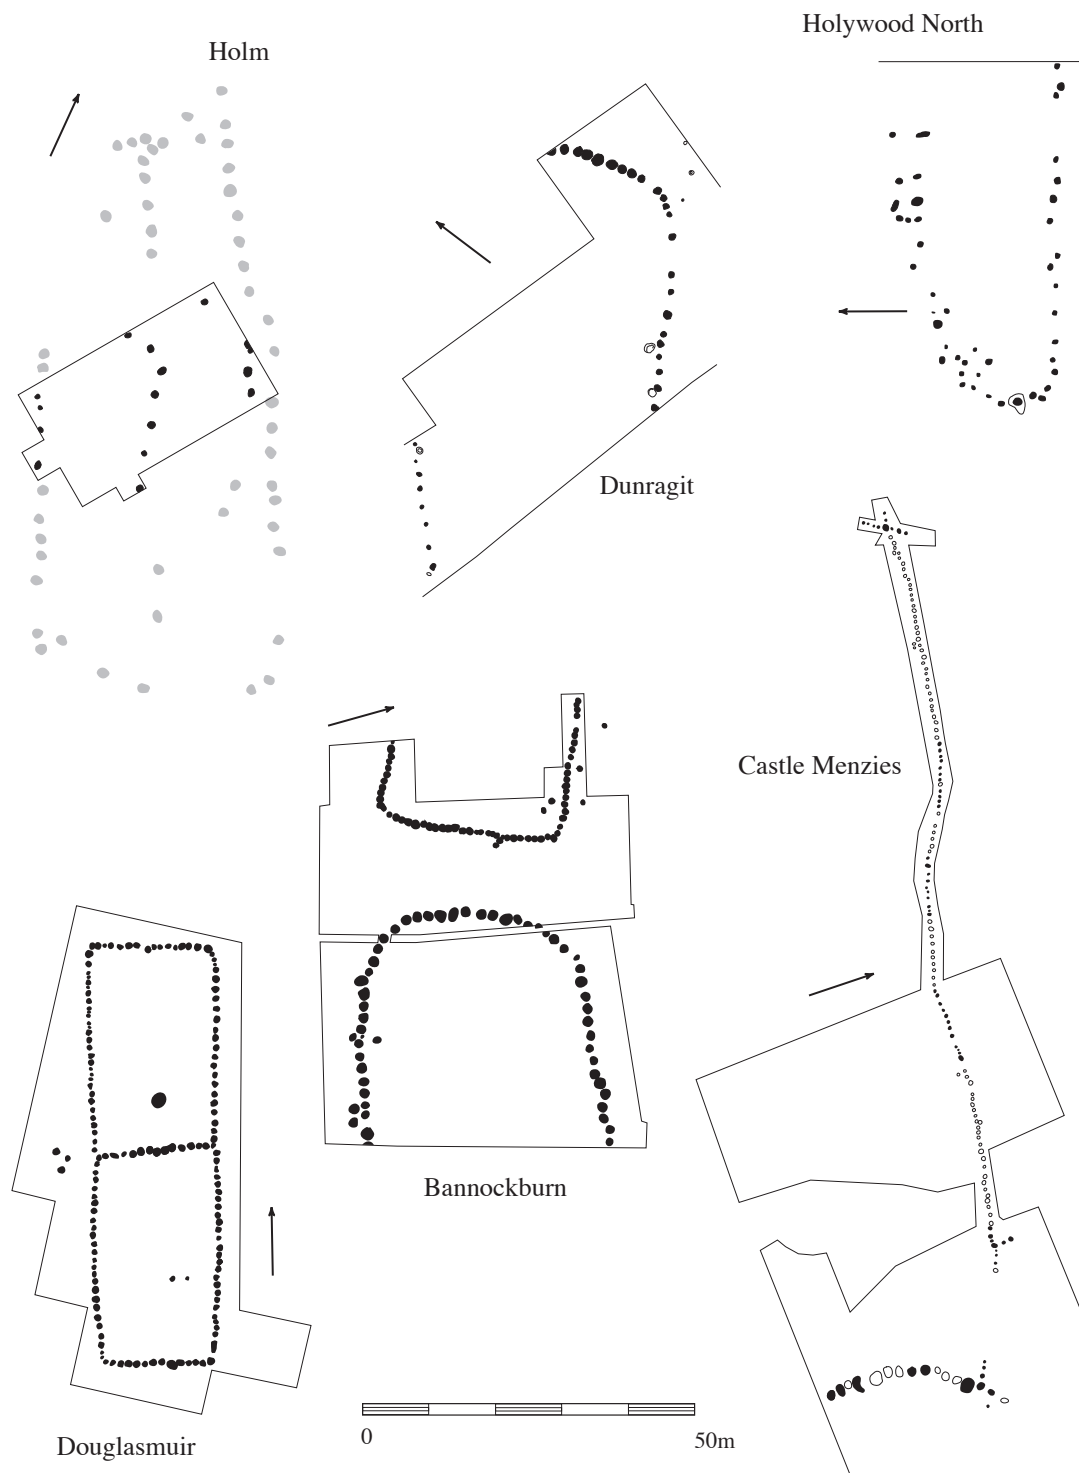 Holywood North
Holm
Dunragit
Castle Menzies
Bannockburn
Douglasmuir
0
50m